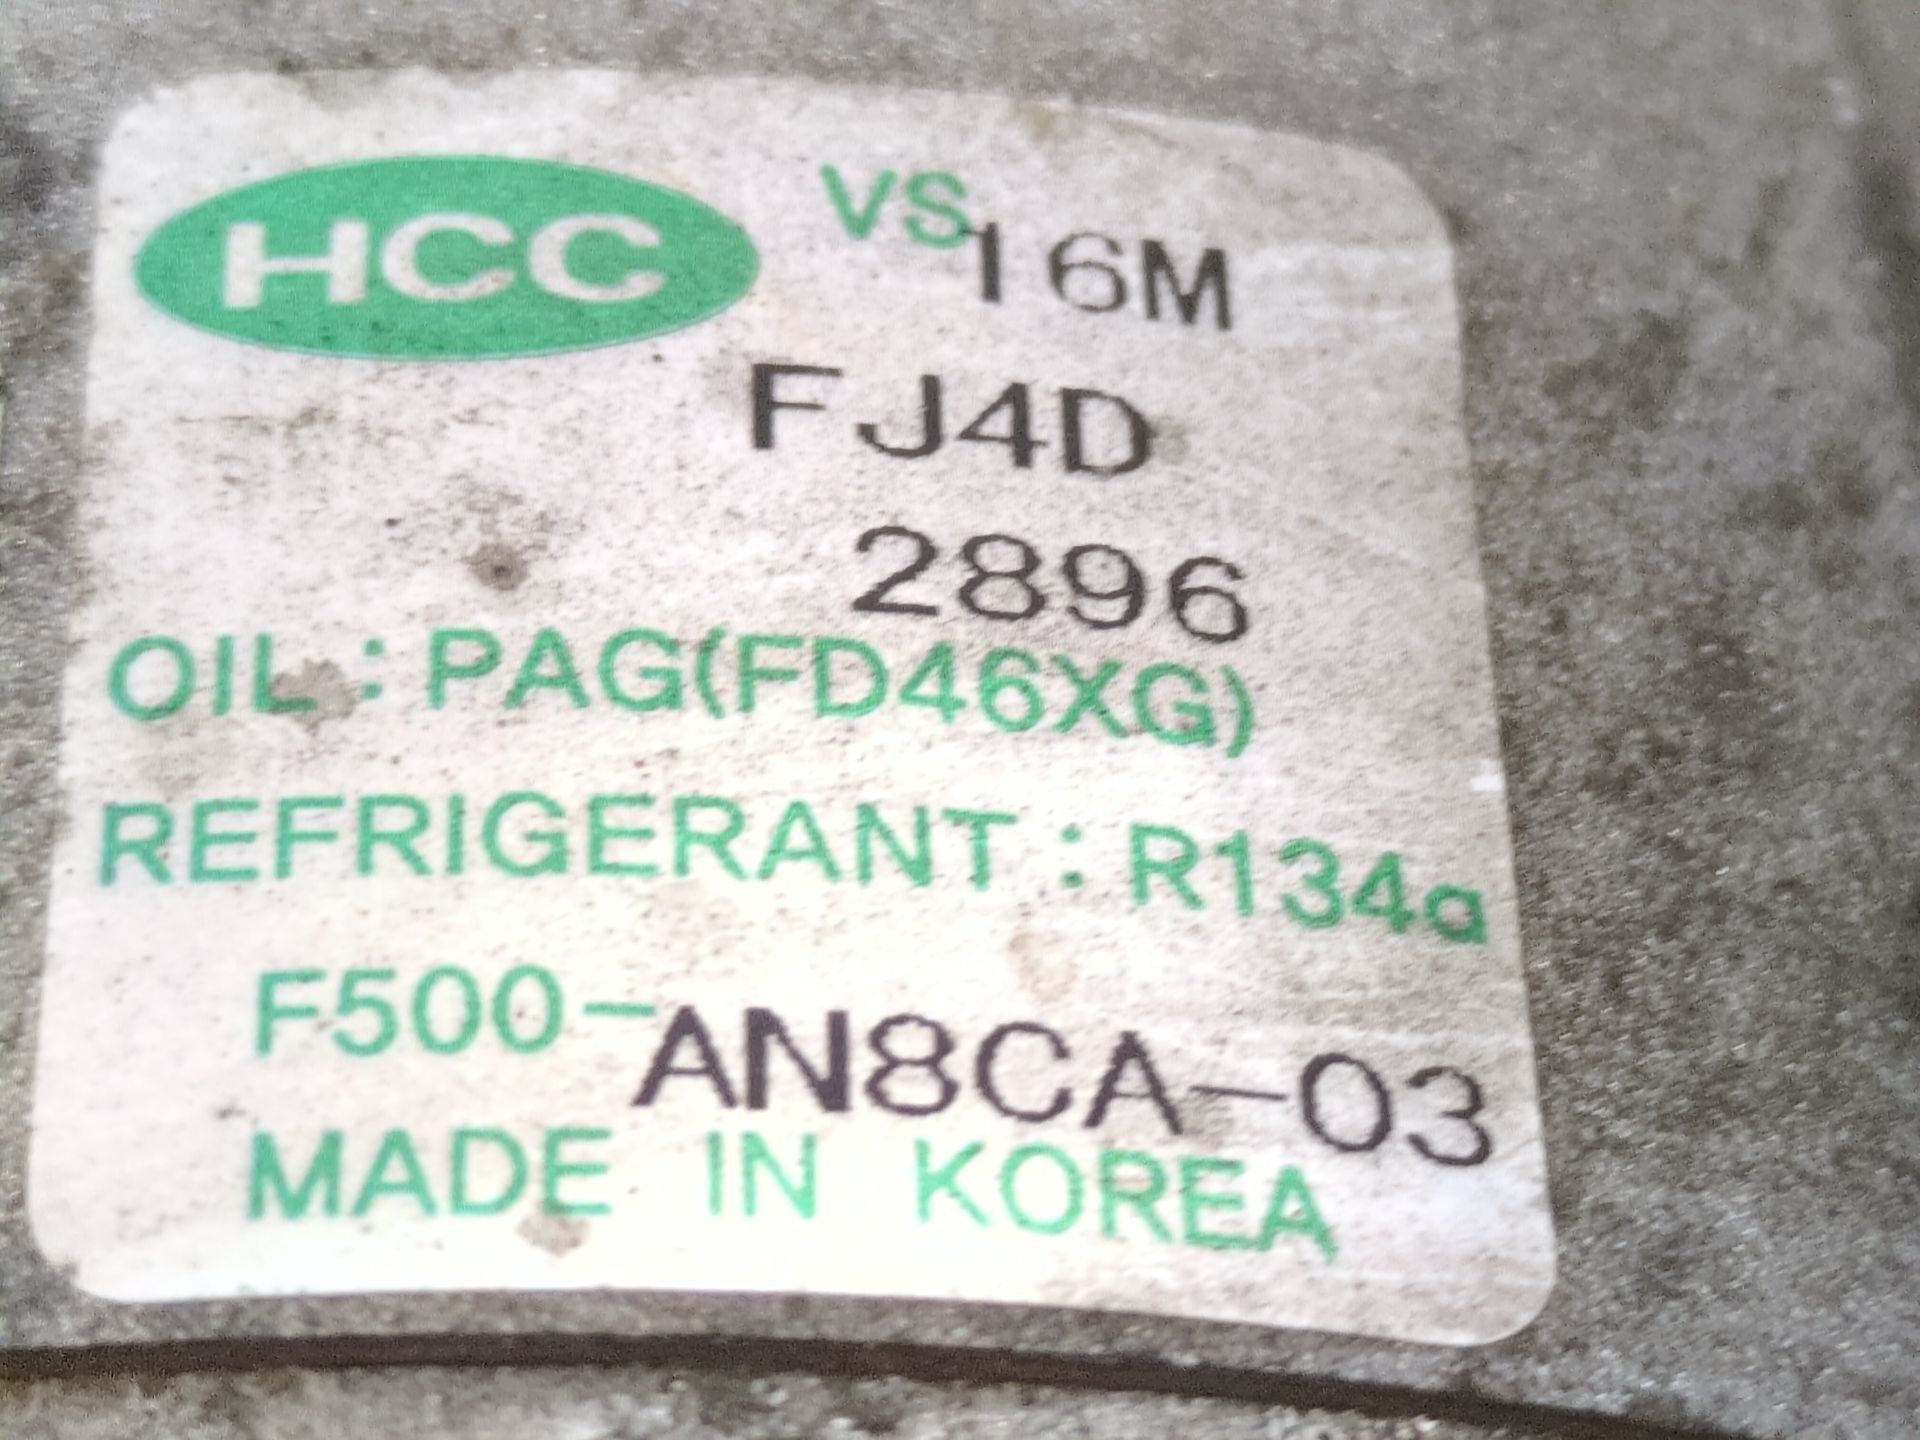 HCC VS16M
FJ4D
2896
OIL : PAG(FD46XG)
REFRIGERANT : R134a
F500-AN8CA-03
MADE IN KOREA